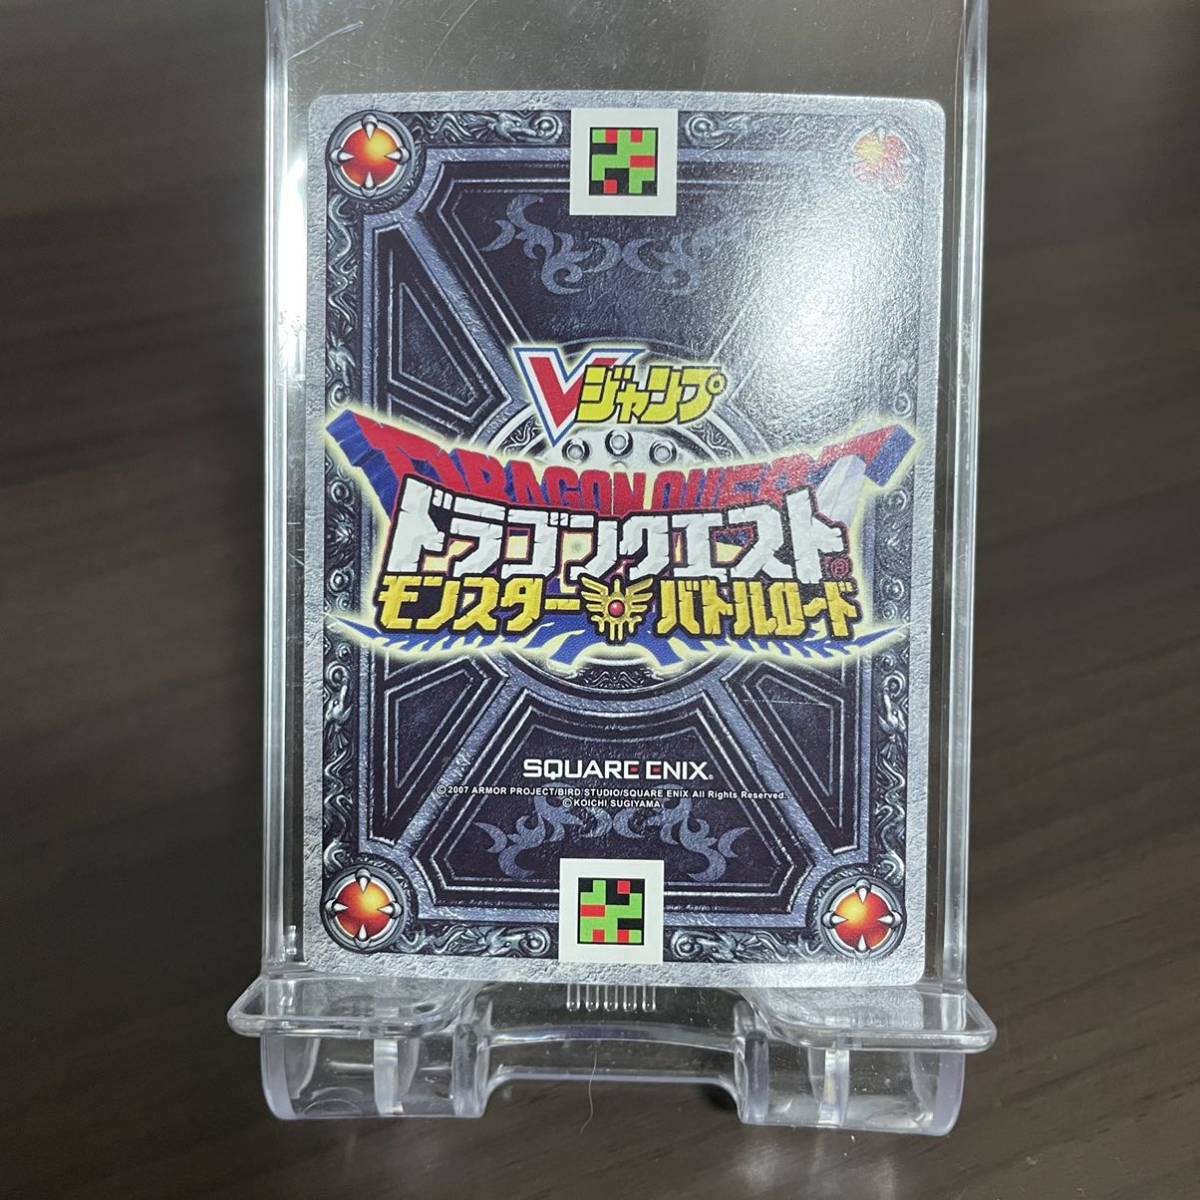 Vジャンプ
DRAGON QUEST
ドラゴンクエスト®
モンスターバトルロード
SQUARE ENIX®
©2007 ARMOR PROJECT/BIRD STUDIO/SQUARE ENIX All Rights Reserved.
©KOICHI SUGIYAMA